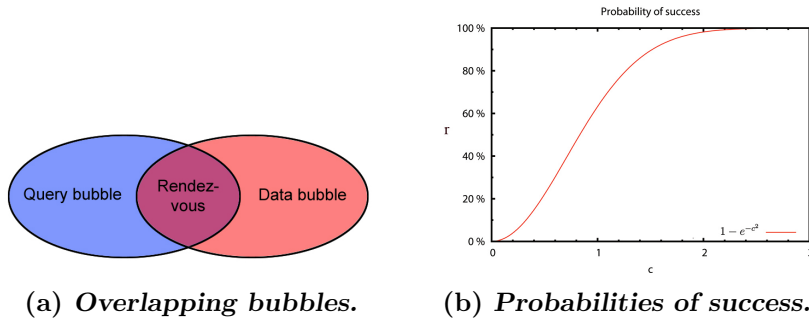 Query bubble
Rendez-
vous
Data bubble
(a) Overlapping bubbles.
Probability of success
100 %
80 %
60 %
r
40 %
20 %
0 %
1 − e^{-c²}
0
1
2
c
(b) Probabilities of success.